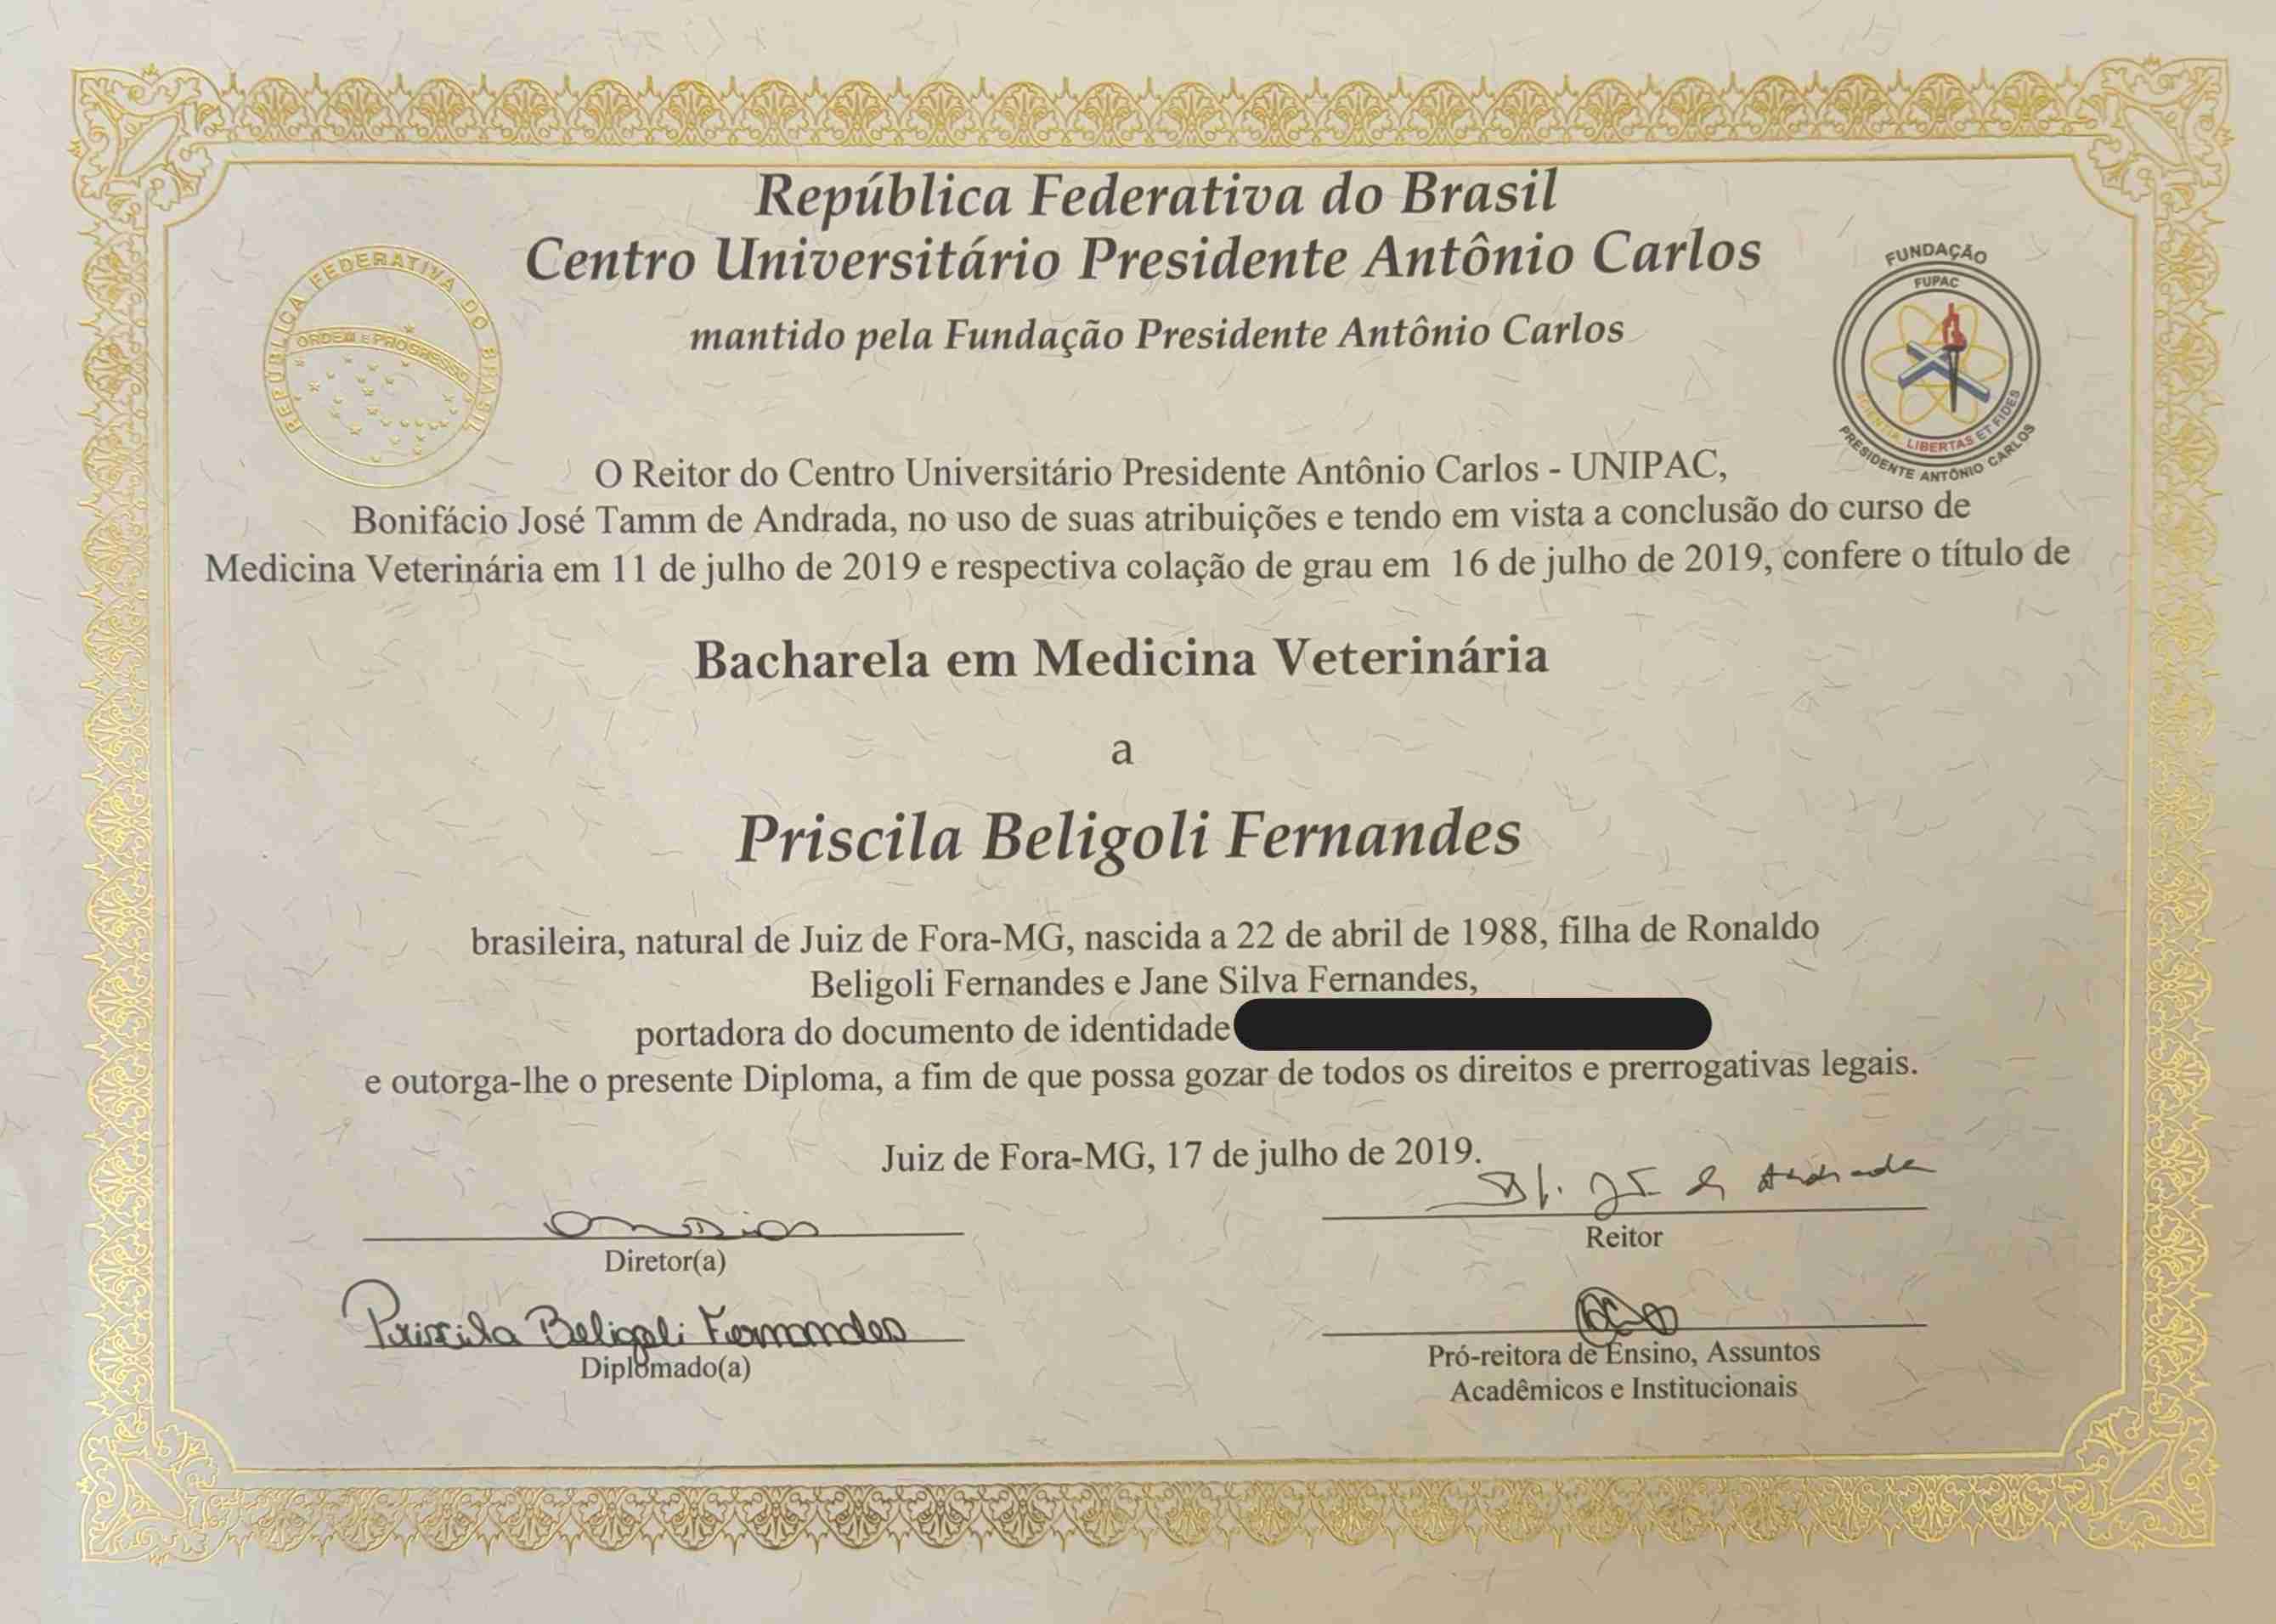 República Federativa do Brasil
Centro Universitário Presidente Antônio Carlos
mantido pela Fundação Presidente Antônio Carlos
REPÚBLICA FEDERATIVA DO BRASIL
ORDEM E PROGRESSO
FUNDAÇÃO
FUPAC
SCIENTIA, LIBERTAS ET FIDES
PRESIDENTE ANTÔNIO CARLOS
O Reitor do Centro Universitário Presidente Antônio Carlos - UNIPAC,
Bonifácio José Tamm de Andrada, no uso de suas atribuições e tendo em vista a conclusão do curso de
Medicina Veterinária em 11 de julho de 2019 e respectiva colação de grau em 16 de julho de 2019, confere o título de
Bacharela em Medicina Veterinária
a
Priscila Beligoli Fernandes
brasileira, natural de Juiz de Fora-MG, nascida a 22 de abril de 1988, filha de Ronaldo
Beligoli Fernandes e Jane Silva Fernandes,
portadora do documento de identidade
e outorga-lhe o presente Diploma, a fim de que possa gozar de todos os direitos e prerrogativas legais.
Juiz de Fora-MG, 17 de julho de 2019.
de Andrada
Diretor(a)
Reitor
Priscila Beligoli Fernandes
Diplomado(a)
Pró-reitora de Ensino, Assuntos
Acadêmicos e Institucionais